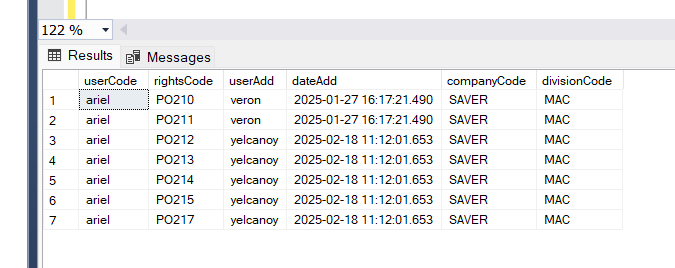 122 %
Results Messages
userCode rightsCode userAdd dateAdd companyCode divisionCode
1 ariel PO210 veron 2025-01-27 16:17:21.490 SAVER MAC
2 ariel PO211 veron 2025-01-27 16:17:21.490 SAVER MAC
3 ariel PO212 yelcanoy 2025-02-18 11:12:01.653 SAVER MAC
4 ariel PO213 yelcanoy 2025-02-18 11:12:01.653 SAVER MAC
5 ariel PO214 yelcanoy 2025-02-18 11:12:01.653 SAVER MAC
6 ariel PO215 yelcanoy 2025-02-18 11:12:01.653 SAVER MAC
7 ariel PO217 yelcanoy 2025-02-18 11:12:01.653 SAVER MAC